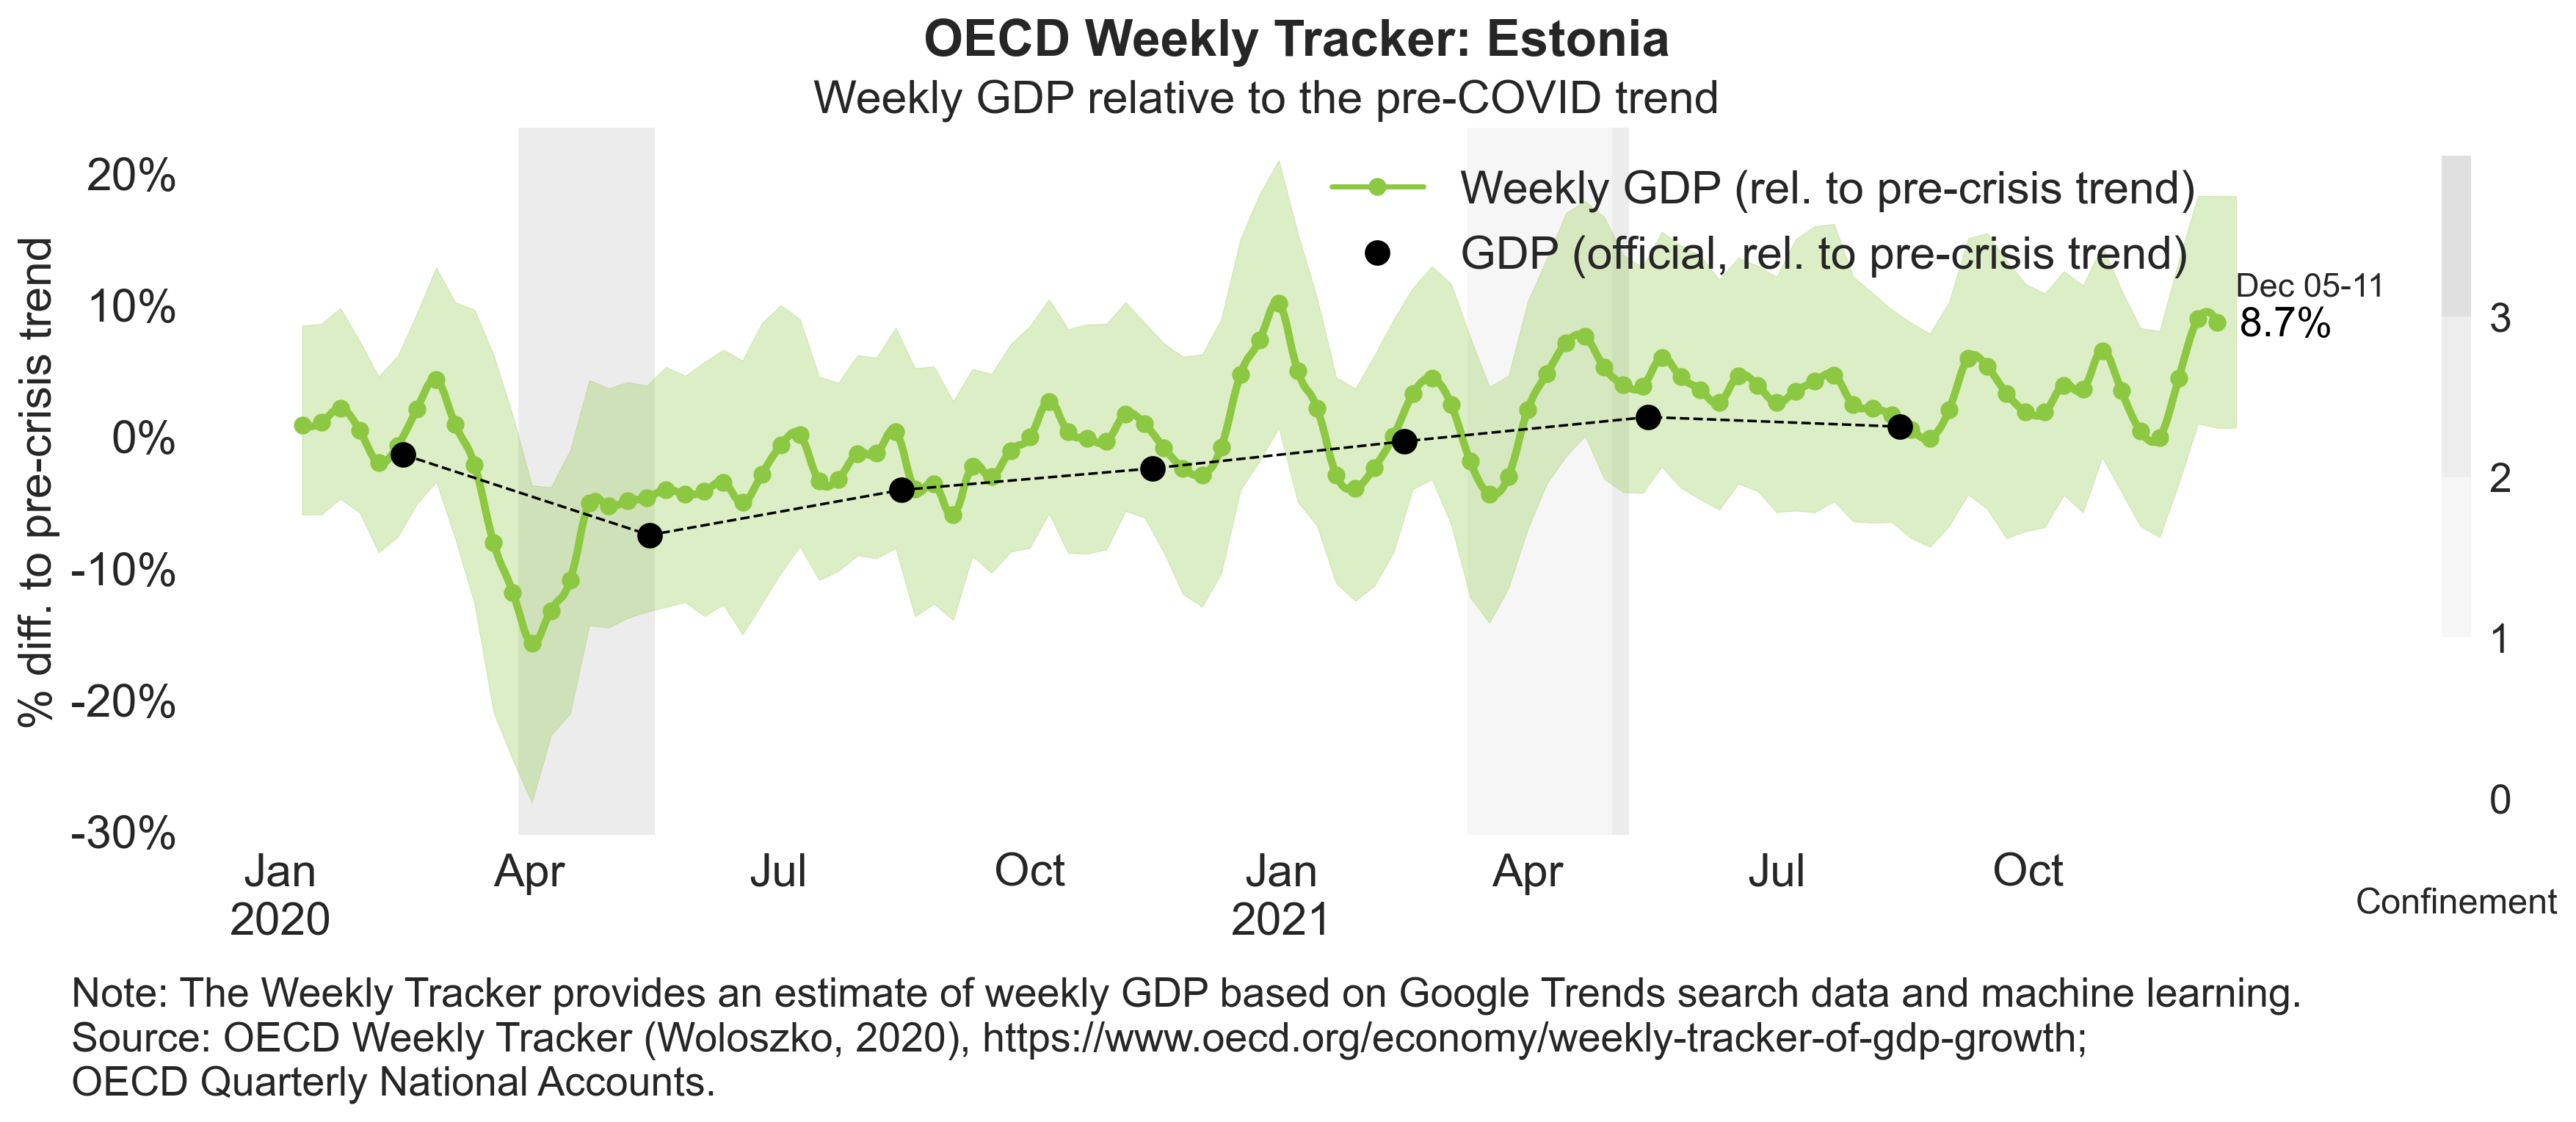 OECD Weekly Tracker: Estonia
Weekly GDP relative to the pre-COVID trend
% diff. to pre-crisis trend
20%
10%
0%
-10%
-20%
-30%
Weekly GDP (rel. to pre-crisis trend)
GDP (official, rel. to pre-crisis trend)
Dec 05-11
8.7%
3
2
1
0
Confinement
Jan Apr Jul Oct Jan Apr Jul Oct
2020 2021
Note: The Weekly Tracker provides an estimate of weekly GDP based on Google Trends search data and machine learning.
Source: OECD Weekly Tracker (Woloszko, 2020), https://www.oecd.org/economy/weekly-tracker-of-gdp-growth;
OECD Quarterly National Accounts.